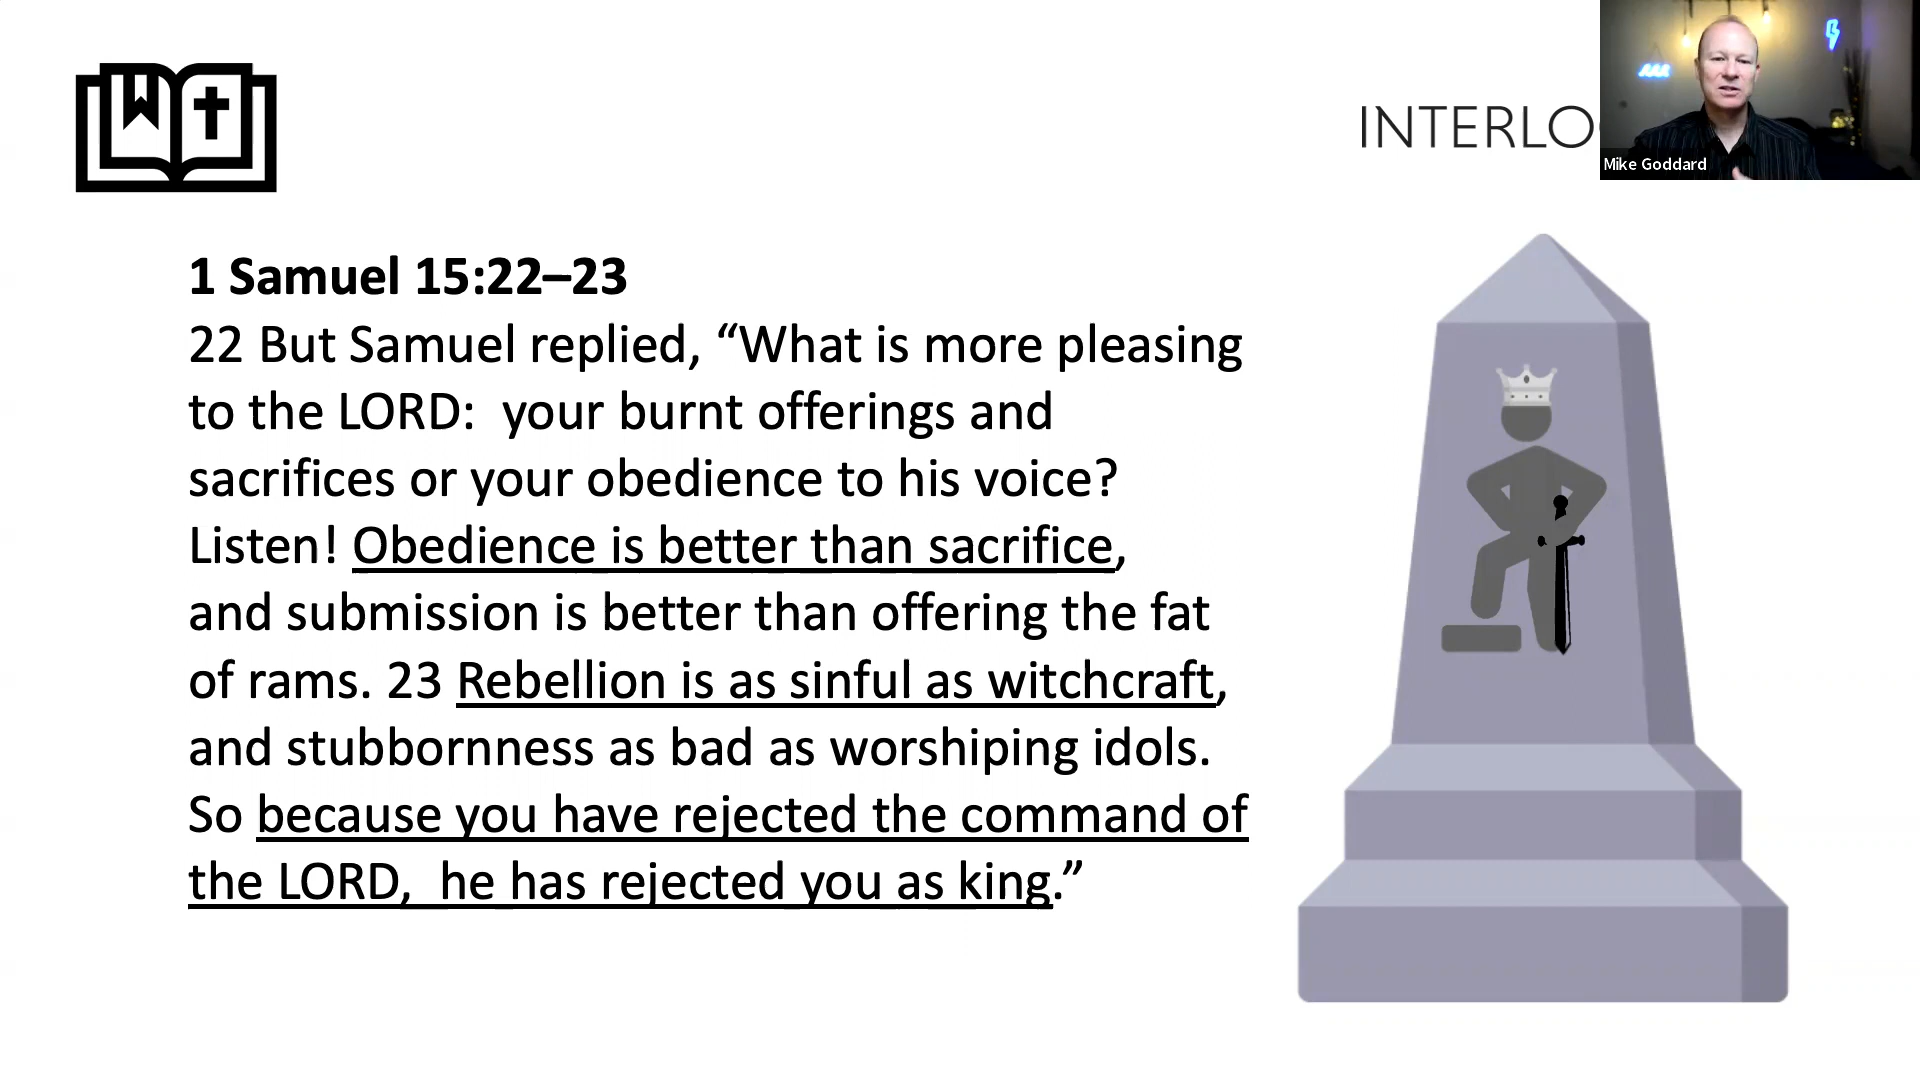 INTERLO
Mike Goddard
1 Samuel 15:22–23
22 But Samuel replied, “What is more pleasing
to the LORD:  your burnt offerings and
sacrifices or your obedience to his voice?
Listen! Obedience is better than sacrifice,
and submission is better than offering the fat
of rams. 23 Rebellion is as sinful as witchcraft,
and stubbornness as bad as worshiping idols.
So because you have rejected the command of
the LORD,  he has rejected you as king.”